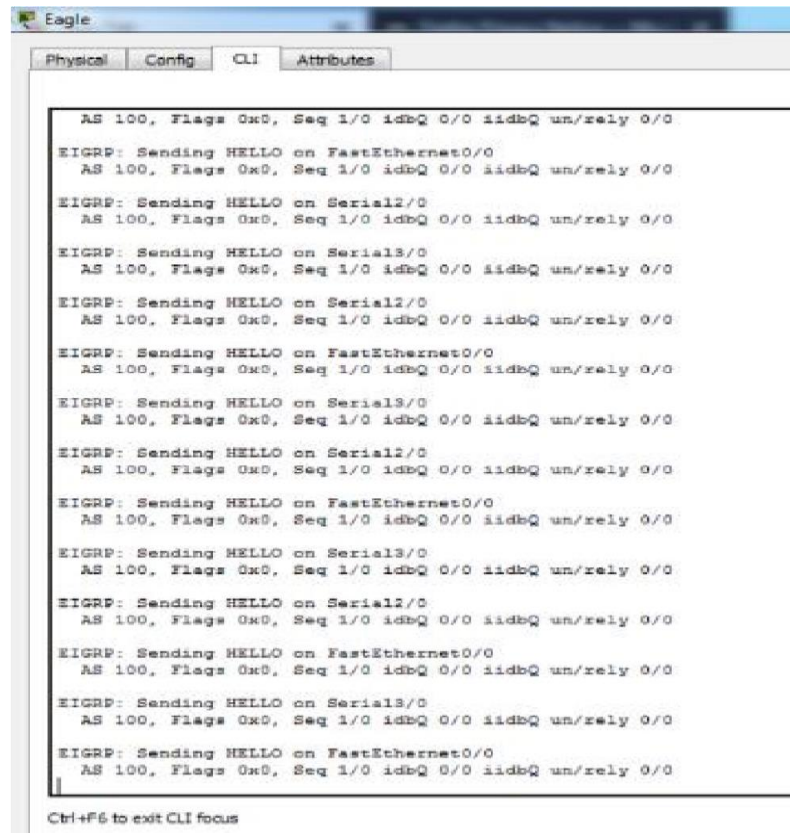 Eagle
Physical Config CLI Attributes
AS 100, Flags 0x0, Seq 1/0 idbQ 0/0 iidbQ un/rely 0/0
EIGRP: Sending HELLO on FastEthernet0/0
AS 100, Flags 0x0, Seq 1/0 idbQ 0/0 iidbQ un/rely 0/0
EIGRP: Sending HELLO on Serial2/0
AS 100, Flags 0x0, Seq 1/0 idbQ 0/0 iidbQ un/rely 0/0
EIGRP: Sending HELLO on Serial3/0
AS 100, Flags 0x0, Seq 1/0 idbQ 0/0 iidbQ un/rely 0/0
EIGRP: Sending HELLO on Serial2/0
AS 100, Flags 0x0, Seq 1/0 idbQ 0/0 iidbQ un/rely 0/0
EIGRP: Sending HELLO on FastEthernet0/0
AS 100, Flags 0x0, Seq 1/0 idbQ 0/0 iidbQ un/rely 0/0
EIGRP: Sending HELLO on Serial3/0
AS 100, Flags 0x0, Seq 1/0 idbQ 0/0 iidbQ un/rely 0/0
EIGRP: Sending HELLO on Serial2/0
AS 100, Flags 0x0, Seq 1/0 idbQ 0/0 iidbQ un/rely 0/0
EIGRP: Sending HELLO on FastEthernet0/0
AS 100, Flags 0x0, Seq 1/0 idbQ 0/0 iidbQ un/rely 0/0
EIGRP: Sending HELLO on Serial3/0
AS 100, Flags 0x0, Seq 1/0 idbQ 0/0 iidbQ un/rely 0/0
EIGRP: Sending HELLO on Serial2/0
AS 100, Flags 0x0, Seq 1/0 idbQ 0/0 iidbQ un/rely 0/0
EIGRP: Sending HELLO on FastEthernet0/0
AS 100, Flags 0x0, Seq 1/0 idbQ 0/0 iidbQ un/rely 0/0
EIGRP: Sending HELLO on Serial3/0
AS 100, Flags 0x0, Seq 1/0 idbQ 0/0 iidbQ un/rely 0/0
EIGRP: Sending HELLO on FastEthernet0/0
AS 100, Flags 0x0, Seq 1/0 idbQ 0/0 iidbQ un/rely 0/0
Ctrl+F6 to exit CLI focus